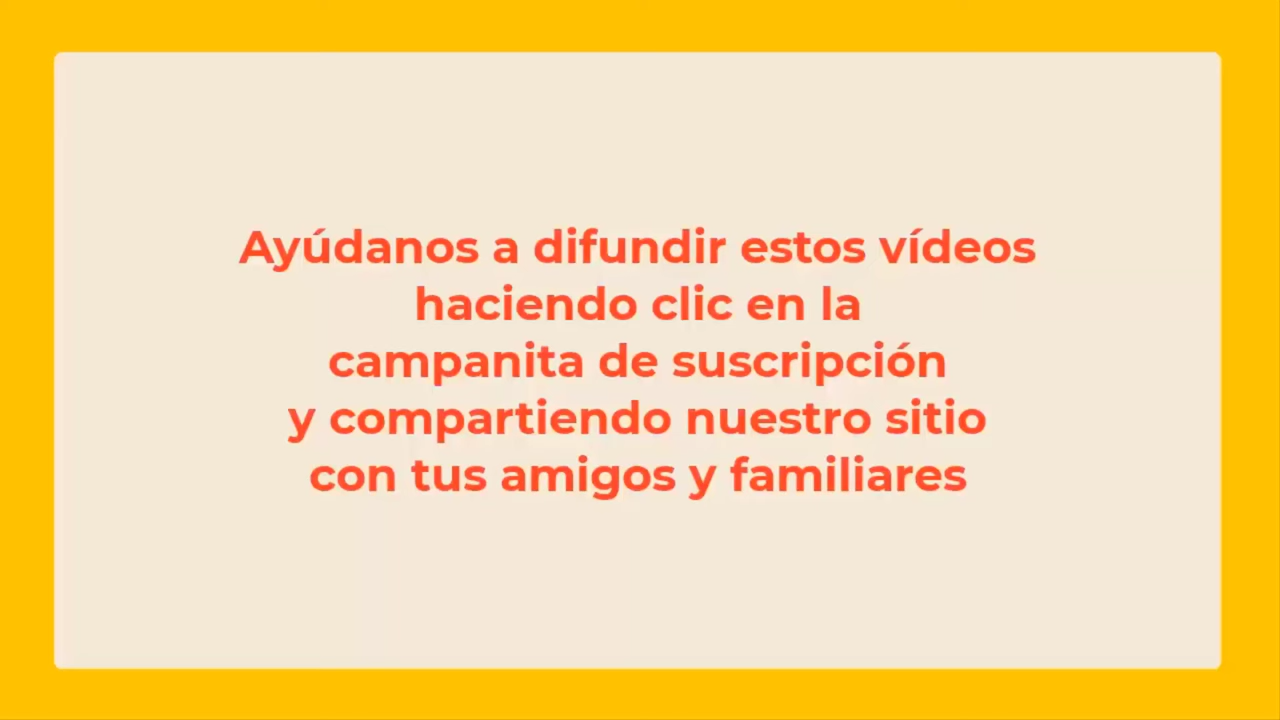 Ayúdanos a difundir estos vídeos
haciendo clic en la
campanita de suscripción
y compartiendo nuestro sitio
con tus amigos y familiares